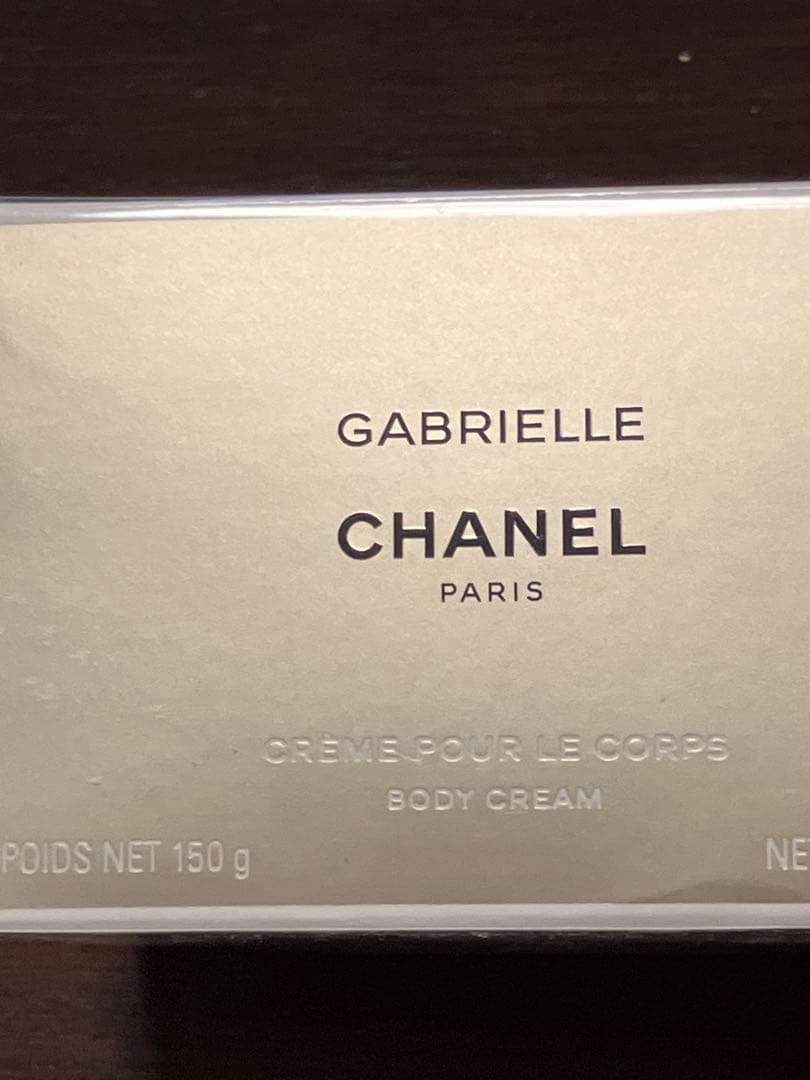 GABRIELLE
CHANEL
PARIS
CRÈME POUR LE CORPS
BODY CREAM
POIDS NET 150 g